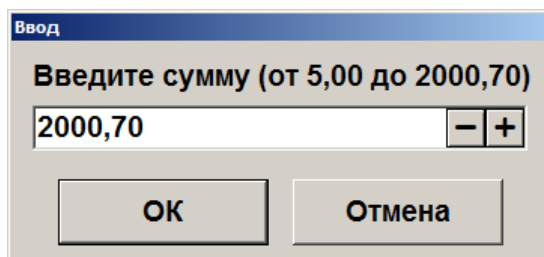 Ввод
Введите сумму (от 5,00 до 2000,70)
2000,70 − +
ОК Отмена